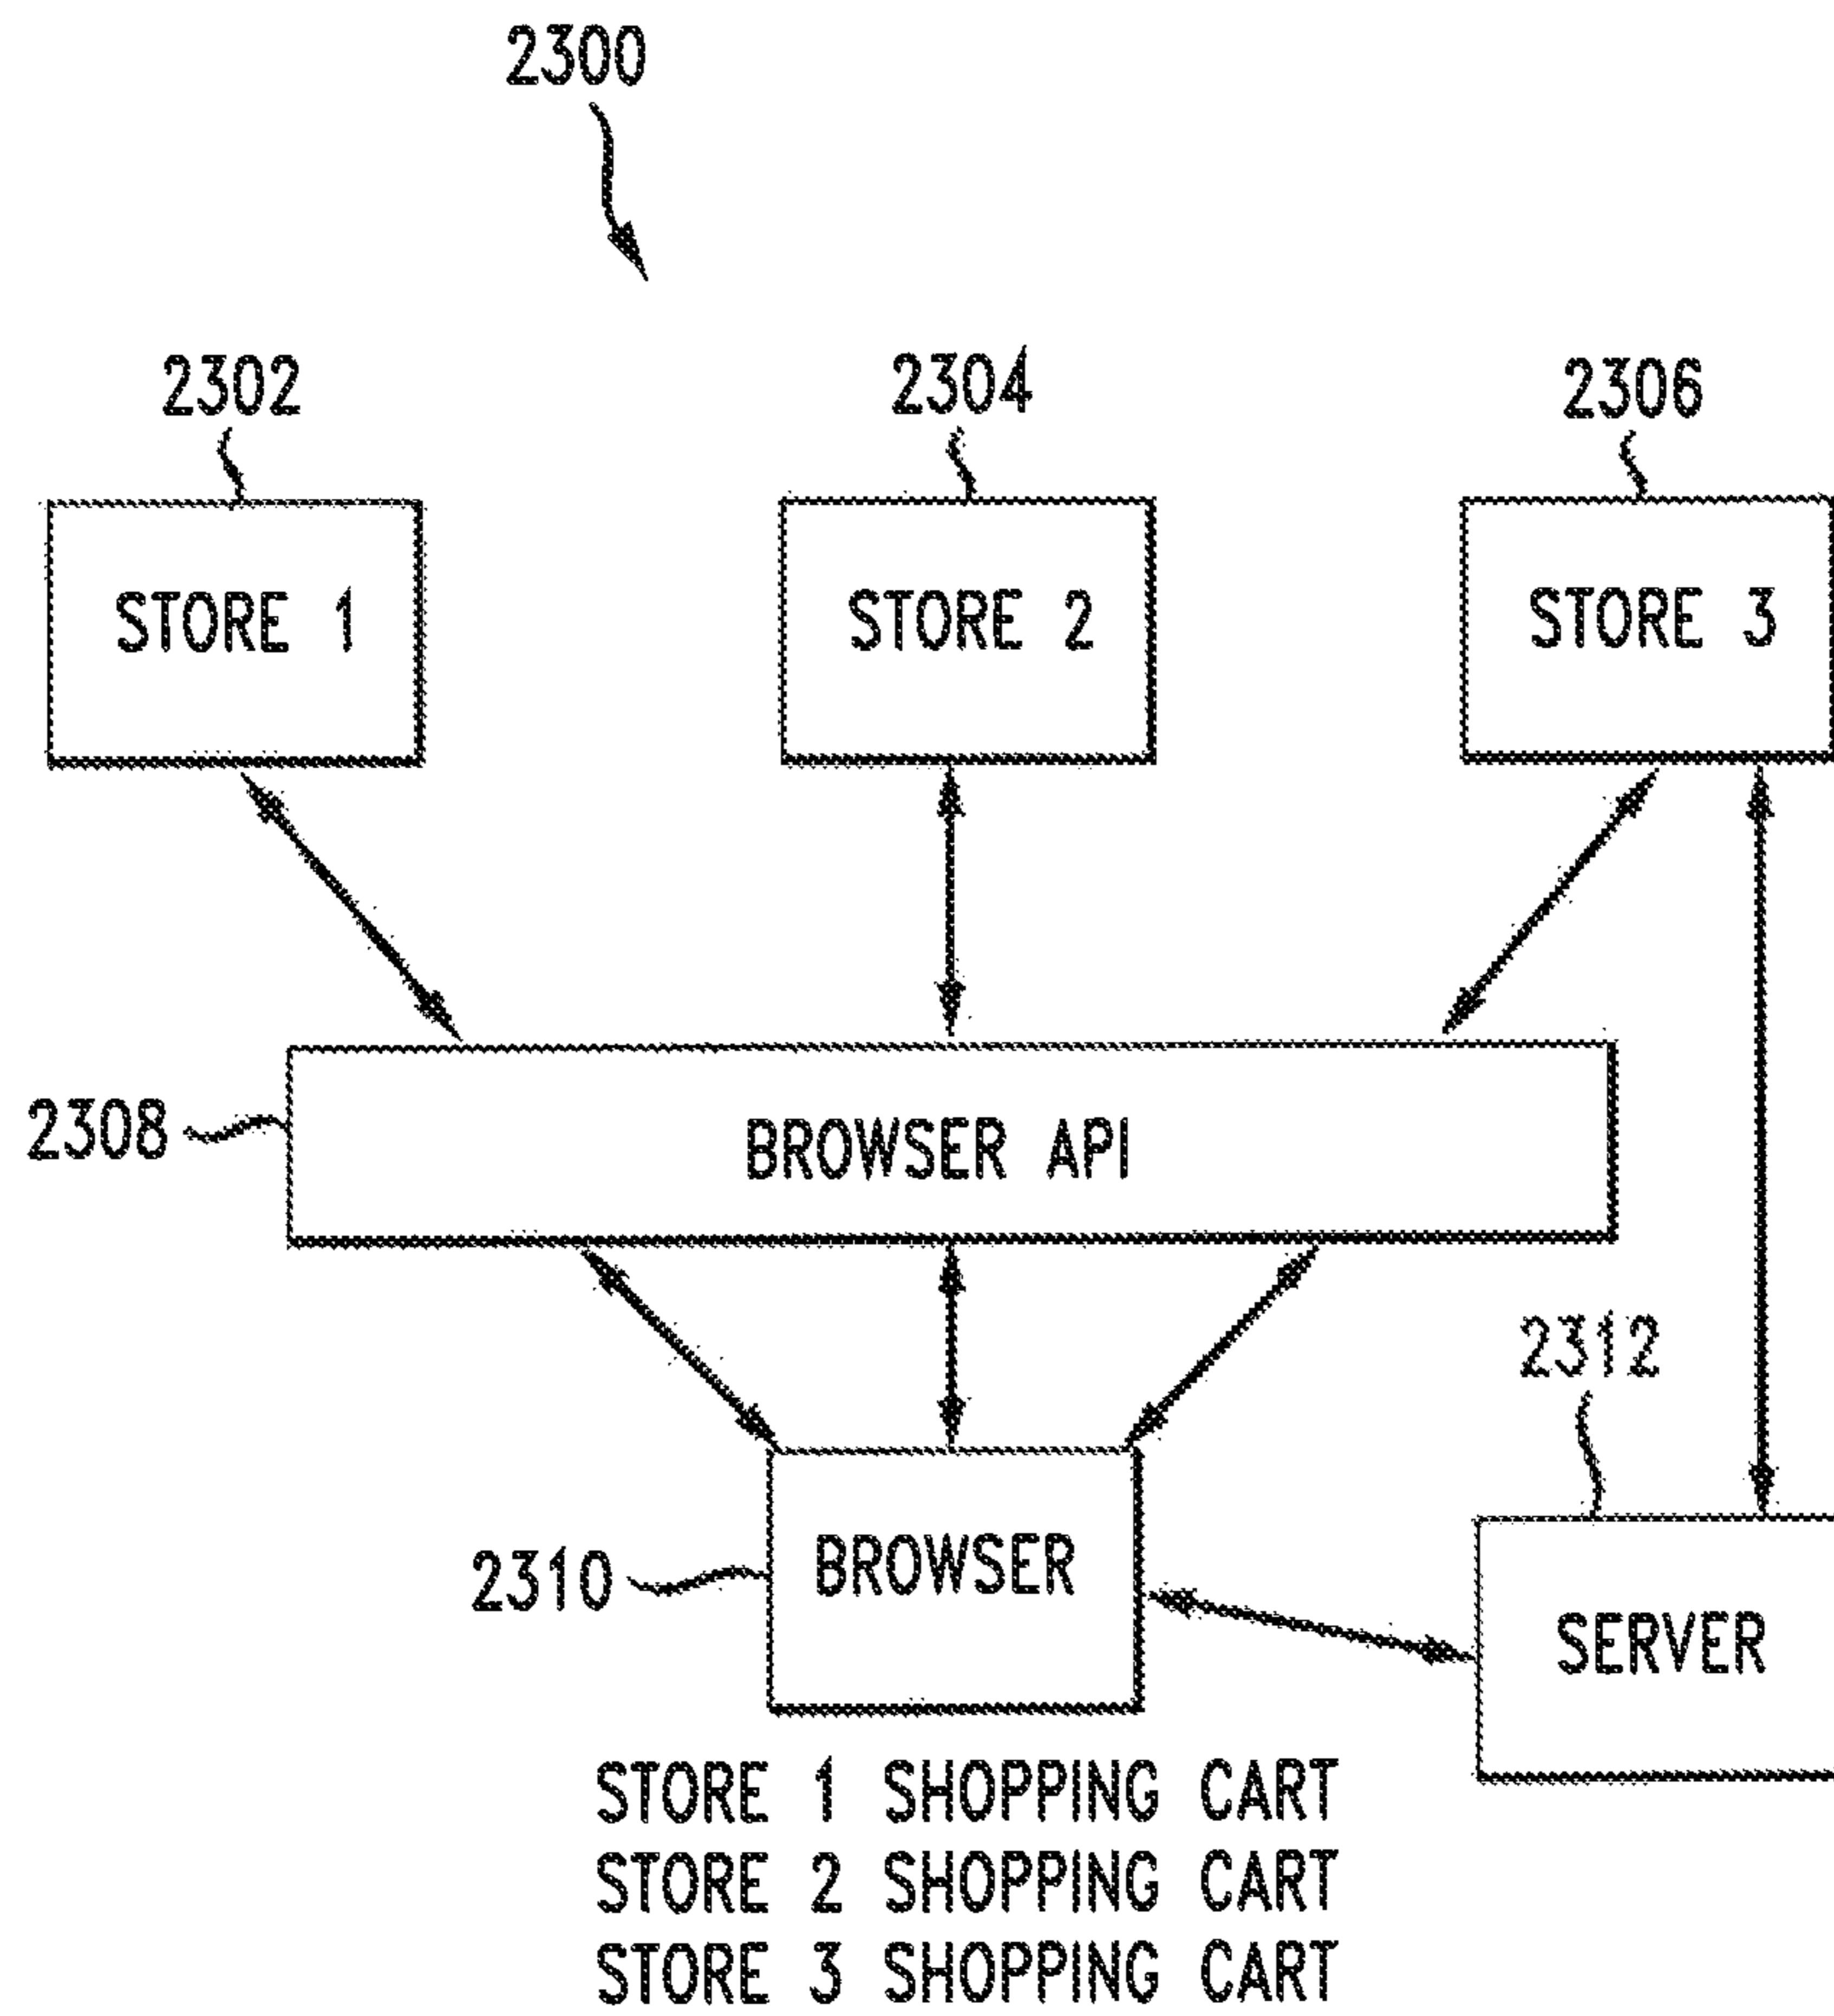 2300
2302 2304 2306
STORE 1 STORE 2 STORE 3
2308 BROWSER API
2312
2310 BROWSER
SERVER
STORE 1 SHOPPING CART
STORE 2 SHOPPING CART
STORE 3 SHOPPING CART